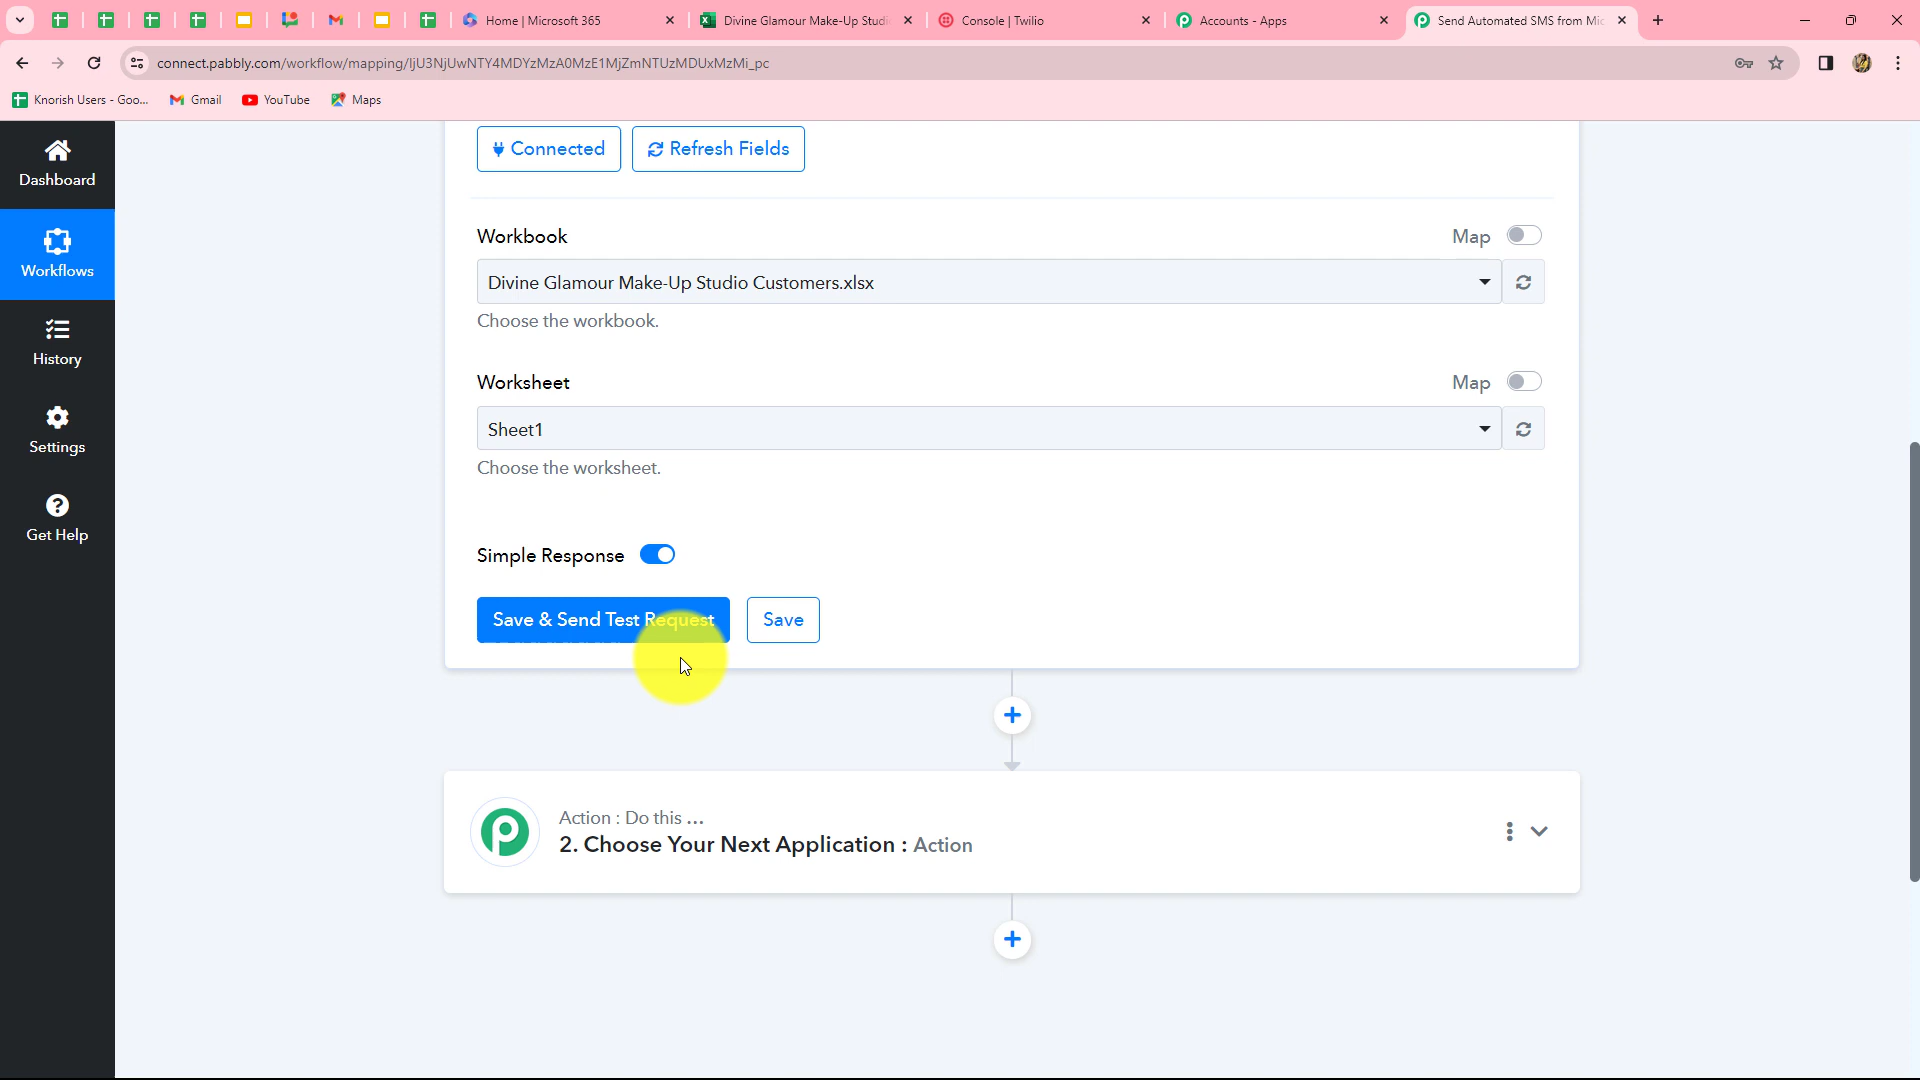 Home | Microsoft 365
Divine Glamour Make-Up Studi
Console | Twilio
Accounts - Apps
Send Automated SMS from Mic
connect.pabbly.com/workflow/mapping/IjU3NjUwNTY4MDYzMzA0MzE1MjZmNTUzMDUxMzMi_pc
Knorish Users - Goo...
Gmail
YouTube
Maps
Dashboard
Workflows
History
Settings
Get Help
Connected
Refresh Fields
Workbook
Map
Divine Glamour Make-Up Studio Customers.xlsx
Choose the workbook.
Worksheet
Map
Sheet1
Choose the worksheet.
Simple Response
Save & Send Test Request
Save
Action : Do this ...
2. Choose Your Next Application : Action